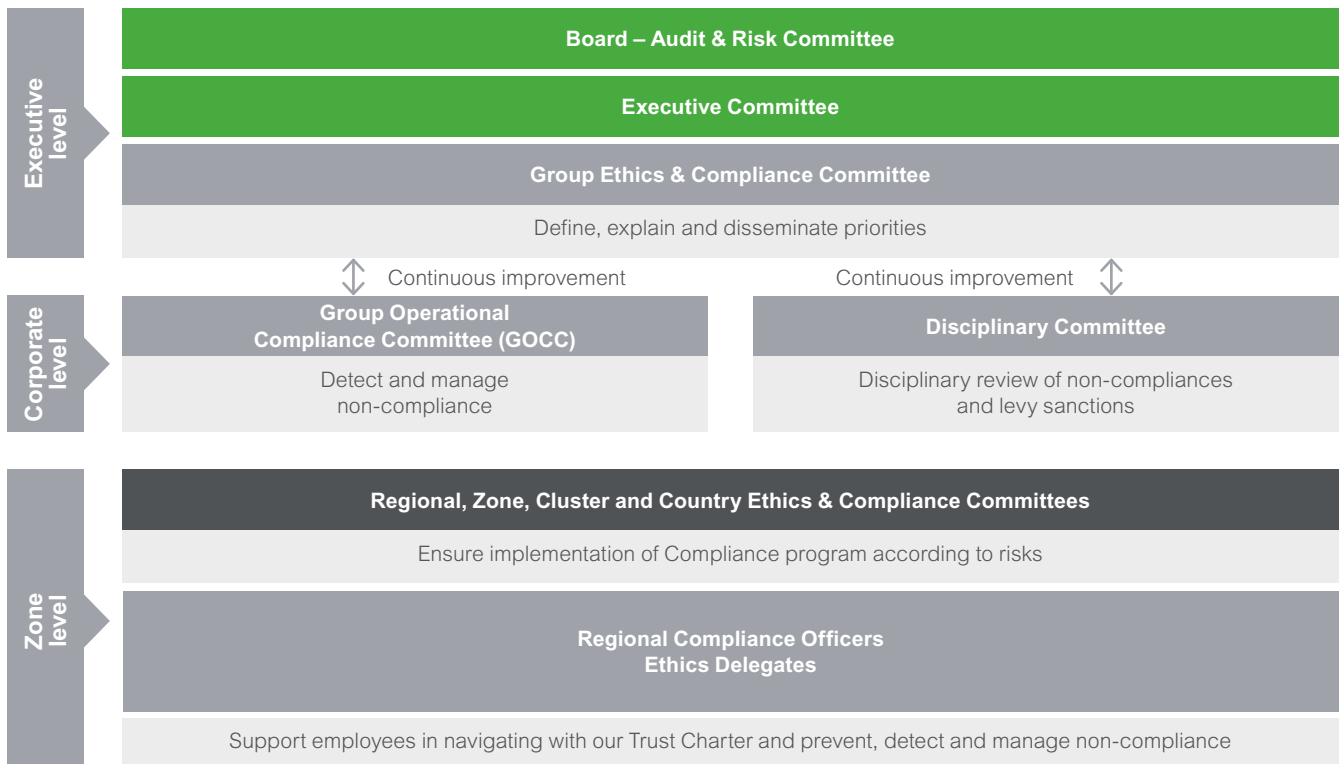 Executive
level
Board – Audit & Risk Committee
Executive Committee
Group Ethics & Compliance Committee
Define, explain and disseminate priorities
Continuous improvement
Continuous improvement
Corporate
level
Group Operational
Compliance Committee (GOCC)
Detect and manage
non-compliance
Disciplinary Committee
Disciplinary review of non-compliances
and levy sanctions
Zone
level
Regional, Zone, Cluster and Country Ethics & Compliance Committees
Ensure implementation of Compliance program according to risks
Regional Compliance Officers
Ethics Delegates
Support employees in navigating with our Trust Charter and prevent, detect and manage non-compliance